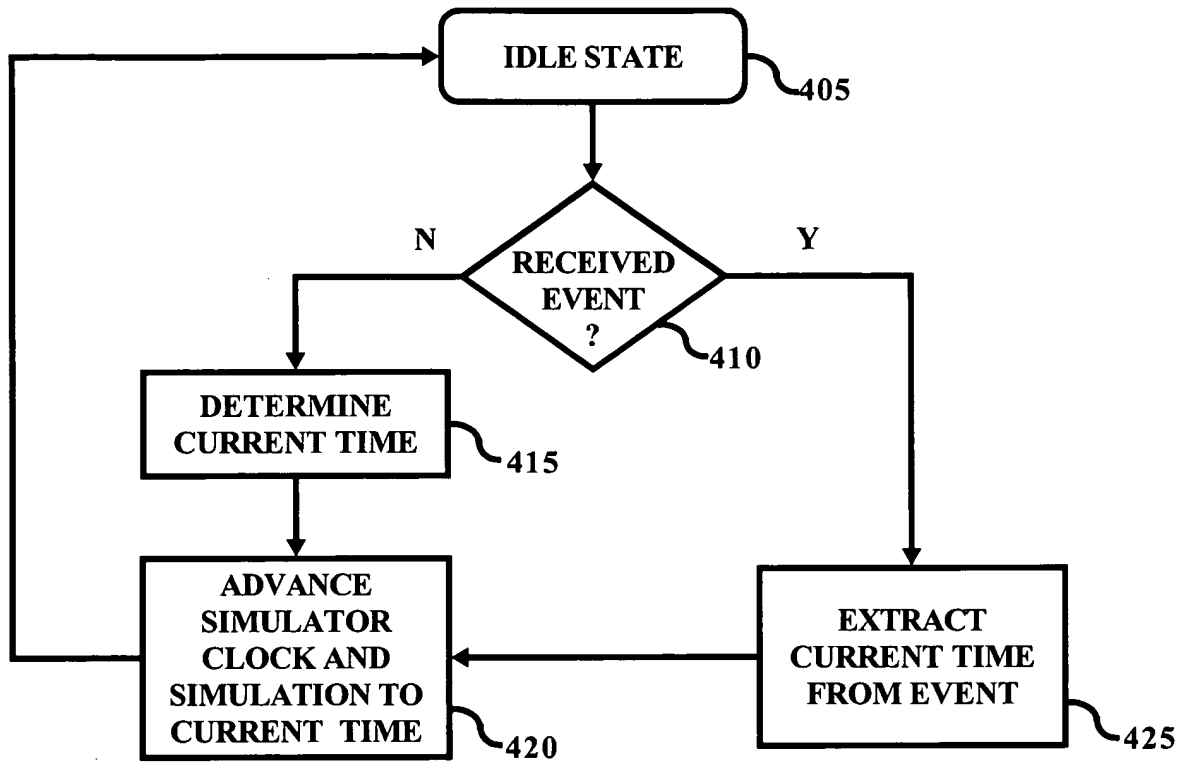 IDLE STATE
405
N
Y
RECEIVED
EVENT
?
410
DETERMINE
CURRENT TIME
415
ADVANCE
SIMULATOR
CLOCK AND
SIMULATION TO
CURRENT TIME
420
EXTRACT
CURRENT TIME
FROM EVENT
425